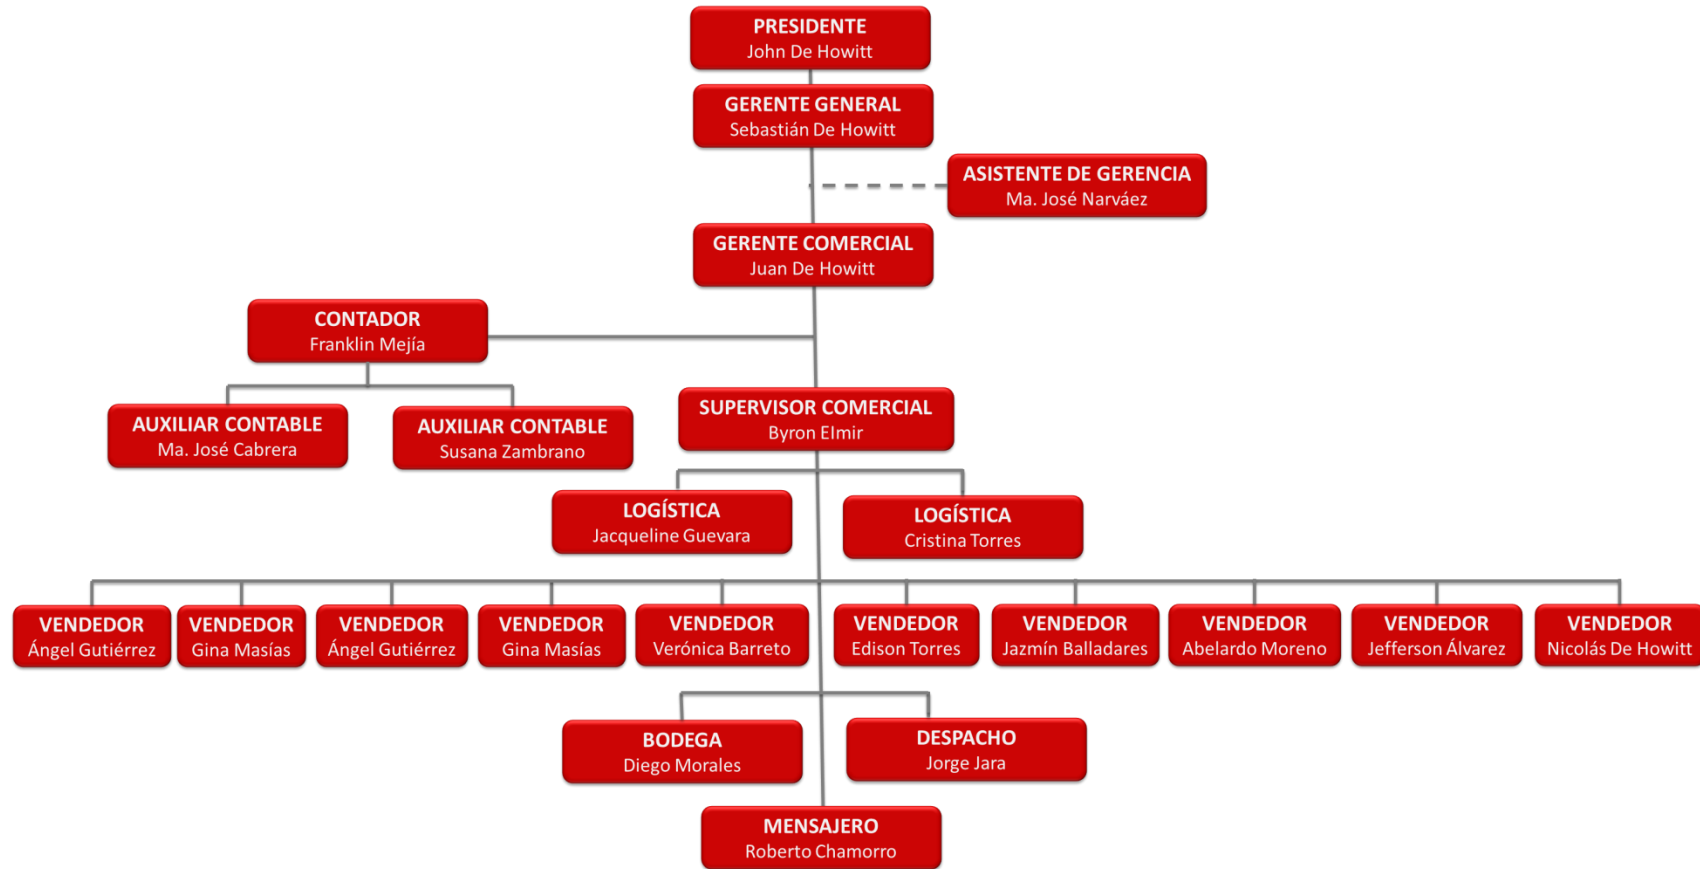 PRESIDENTE
John De Howitt
GERENTE GENERAL
Sebastián De Howitt
ASISTENTE DE GERENCIA
Ma. José Narváez
GERENTE COMERCIAL
Juan De Howitt
CONTADOR
Franklin Mejía
AUXILIAR CONTABLE
Ma. José Cabrera
AUXILIAR CONTABLE
Susana Zambrano
SUPERVISOR COMERCIAL
Byron Elmir
LOGÍSTICA
Jacqueline Guevara
LOGÍSTICA
Cristina Torres
VENDEDOR
Ángel Gutiérrez
VENDEDOR
Gina Masías
VENDEDOR
Ángel Gutiérrez
VENDEDOR
Gina Masías
VENDEDOR
Verónica Barreto
VENDEDOR
Edison Torres
VENDEDOR
Jazmín Balladares
VENDEDOR
Abelardo Moreno
VENDEDOR
Jefferson Álvarez
VENDEDOR
Nicolás De Howitt
BODEGA
Diego Morales
DESPACHO
Jorge Jara
MENSAJERO
Roberto Chamorro